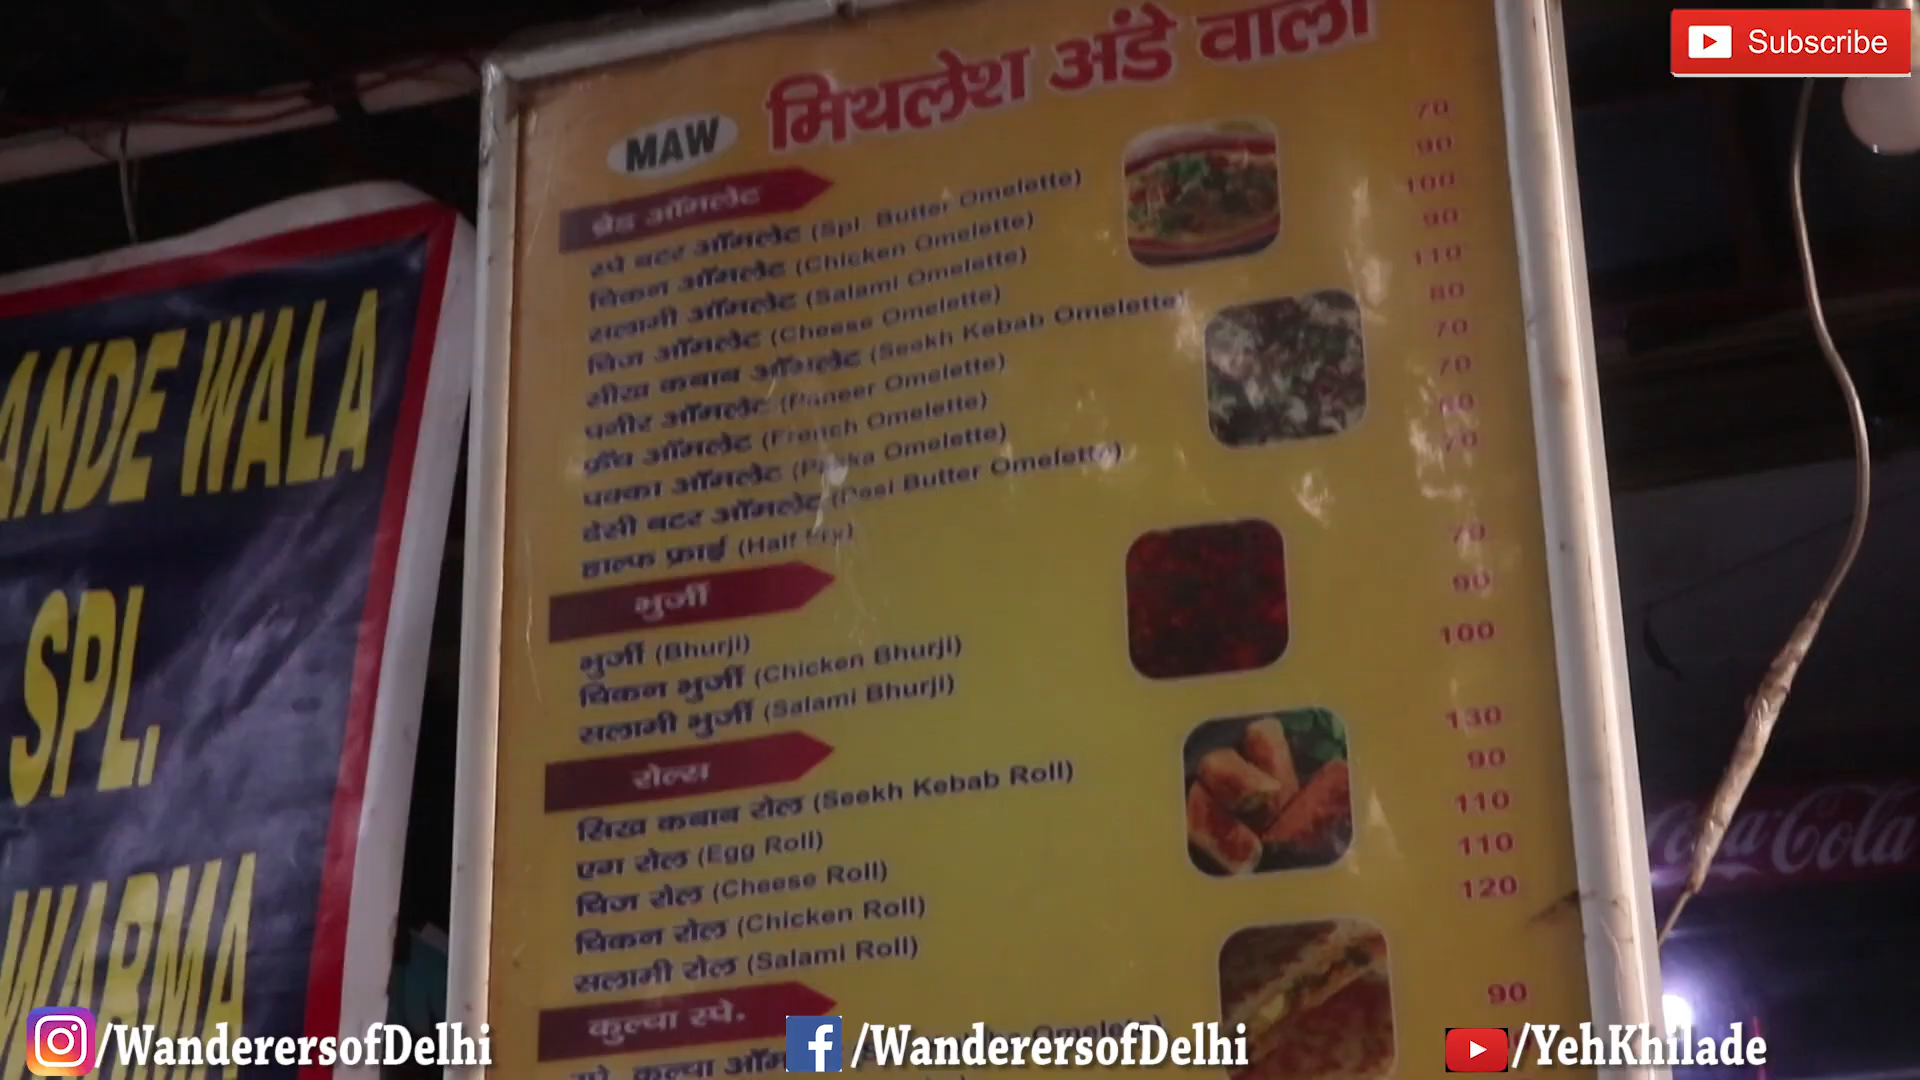 Subscribe
MAW मिथलेश अंडे वाला
ब्रेड ऑमलेट
स्पे बटर ऑमलेट (Spl. Butter Omelette) 70
चिकन ऑमलेट (Chicken Omelette) 90
सलामी ऑमलेट (Salami Omelette) 100
चिज ऑमलेट (Cheese Omelette) 90
सीख कबाब ऑमलेट (Seekh Kebab Omelette) 110
पनीर ऑमलेट (Paneer Omelette) 80
फ्रेंच ऑमलेट (French Omelette) 70
पक्का ऑमलेट (Pakka Omelette) 70
देसी बटर ऑमलेट (Desi Butter Omelette) 60
हाल्फ फ्राई (Half Fry) 70
भुर्जी
भुर्जी (Bhurji) 70
चिकन भुर्जी (Chicken Bhurji) 90
सलामी भुर्जी (Salami Bhurji) 100
रोल्स
सिख कबाब रोल (Seekh Kebab Roll) 130
एग रोल (Egg Roll) 90
चिज रोल (Cheese Roll) 110
चिकन रोल (Chicken Roll) 110
सलामी रोल (Salami Roll) 120
कुल्चा स्पे.
स्पे. कुल्चा 90
ANDE WALA
SPL.
Coca-Cola
/WanderersofDelhi
/WanderersofDelhi
/YehKhilade